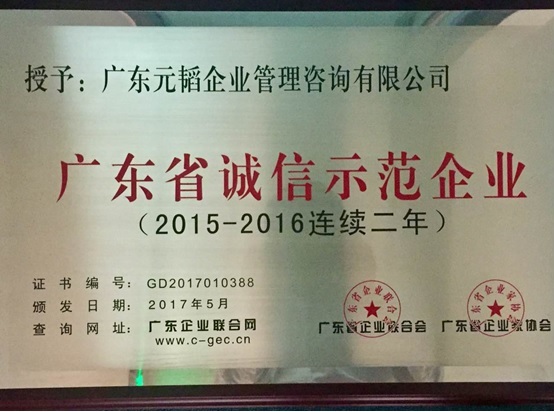 授予：广东元韬企业管理咨询有限公司
广东省诚信示范企业
（2015-2016连续二年）
证书编号：GD2017010388
颁发日期：2017年5月
查询网址：广东企业联合网
www.c-gec.cn
广东省企业联合会
广东省企业家协会